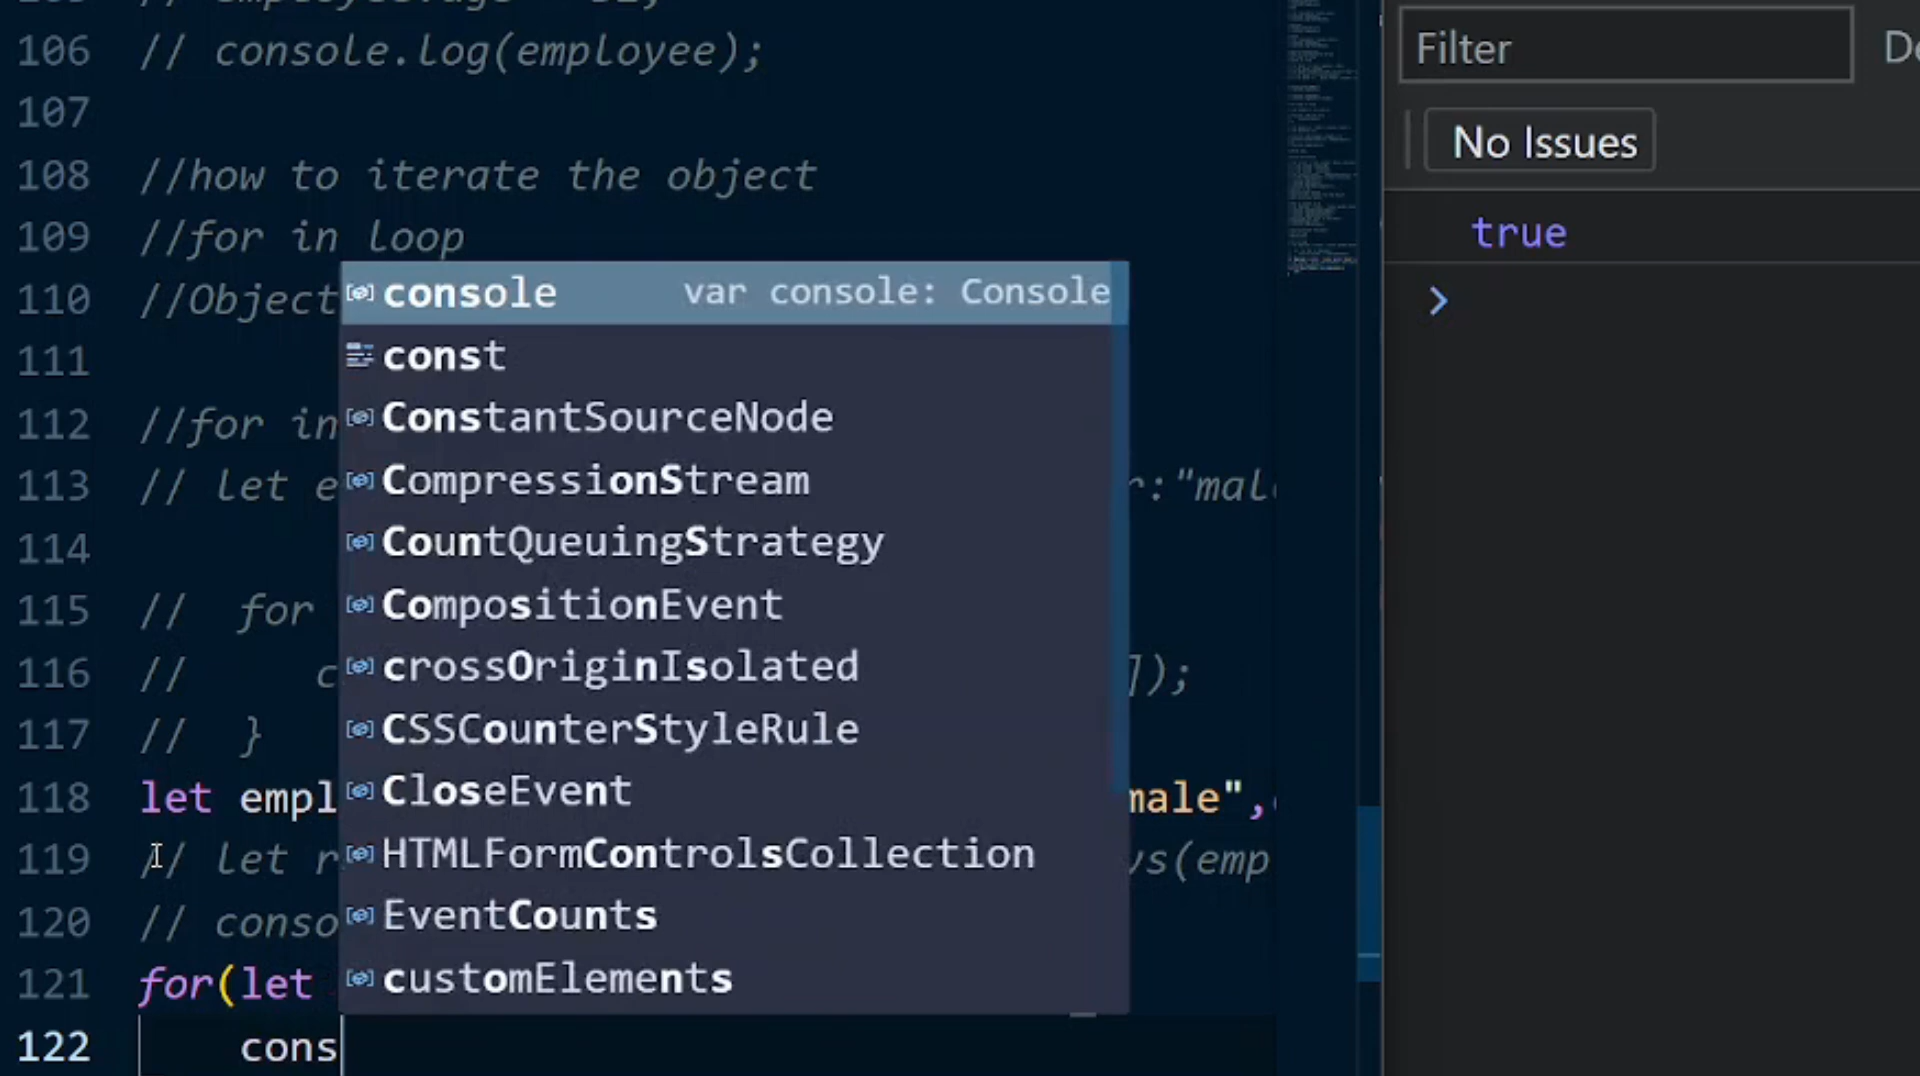 106 // console.log(employee);
107
108 //how to iterate the object
109 //for in loop
110 //Object
111
112 //for in
113 // let e r:"mal
114
115 // for
116 // c ]);
117 // }
118 let empl male",
119 // let r ys(emp
120 // conso
121 for(let
122 cons
console var console: Console
const
ConstantSourceNode
CompressionStream
CountQueuingStrategy
CompositionEvent
crossOriginIsolated
CSSCounterStyleRule
CloseEvent
HTMLFormControlsCollection
EventCounts
customElements
Filter
No Issues
true